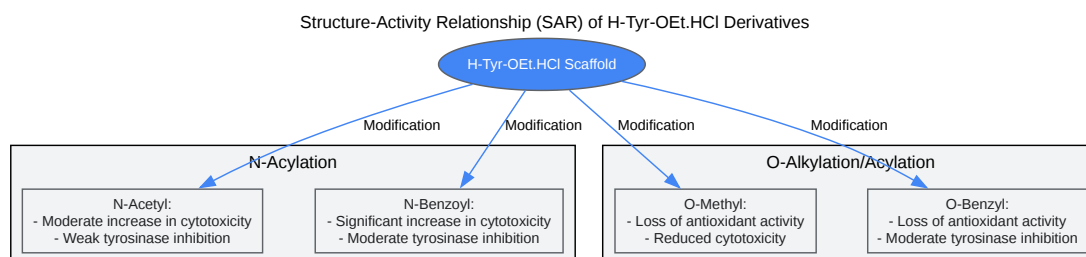 Structure-Activity Relationship (SAR) of H-Tyr-OEt.HCl Derivatives
H-Tyr-OEt.HCl Scaffold
Modification
Modification
Modification
Modification
N-Acylation
N-Acetyl:
- Moderate increase in cytotoxicity
- Weak tyrosinase inhibition
N-Benzoyl:
- Significant increase in cytotoxicity
- Moderate tyrosinase inhibition
O-Alkylation/Acylation
O-Methyl:
- Loss of antioxidant activity
- Reduced cytotoxicity
O-Benzyl:
- Loss of antioxidant activity
- Moderate tyrosinase inhibition